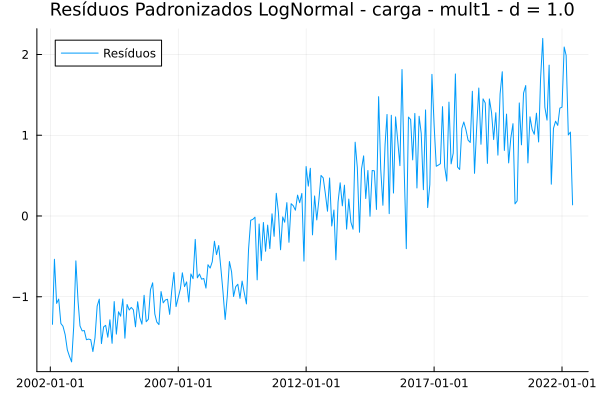 Resíduos Padronizados LogNormal - carga - mult1 - d = 1.0
Resíduos
2
1
0
−1
2002-01-01 2007-01-01 2012-01-01 2017-01-01 2022-01-01